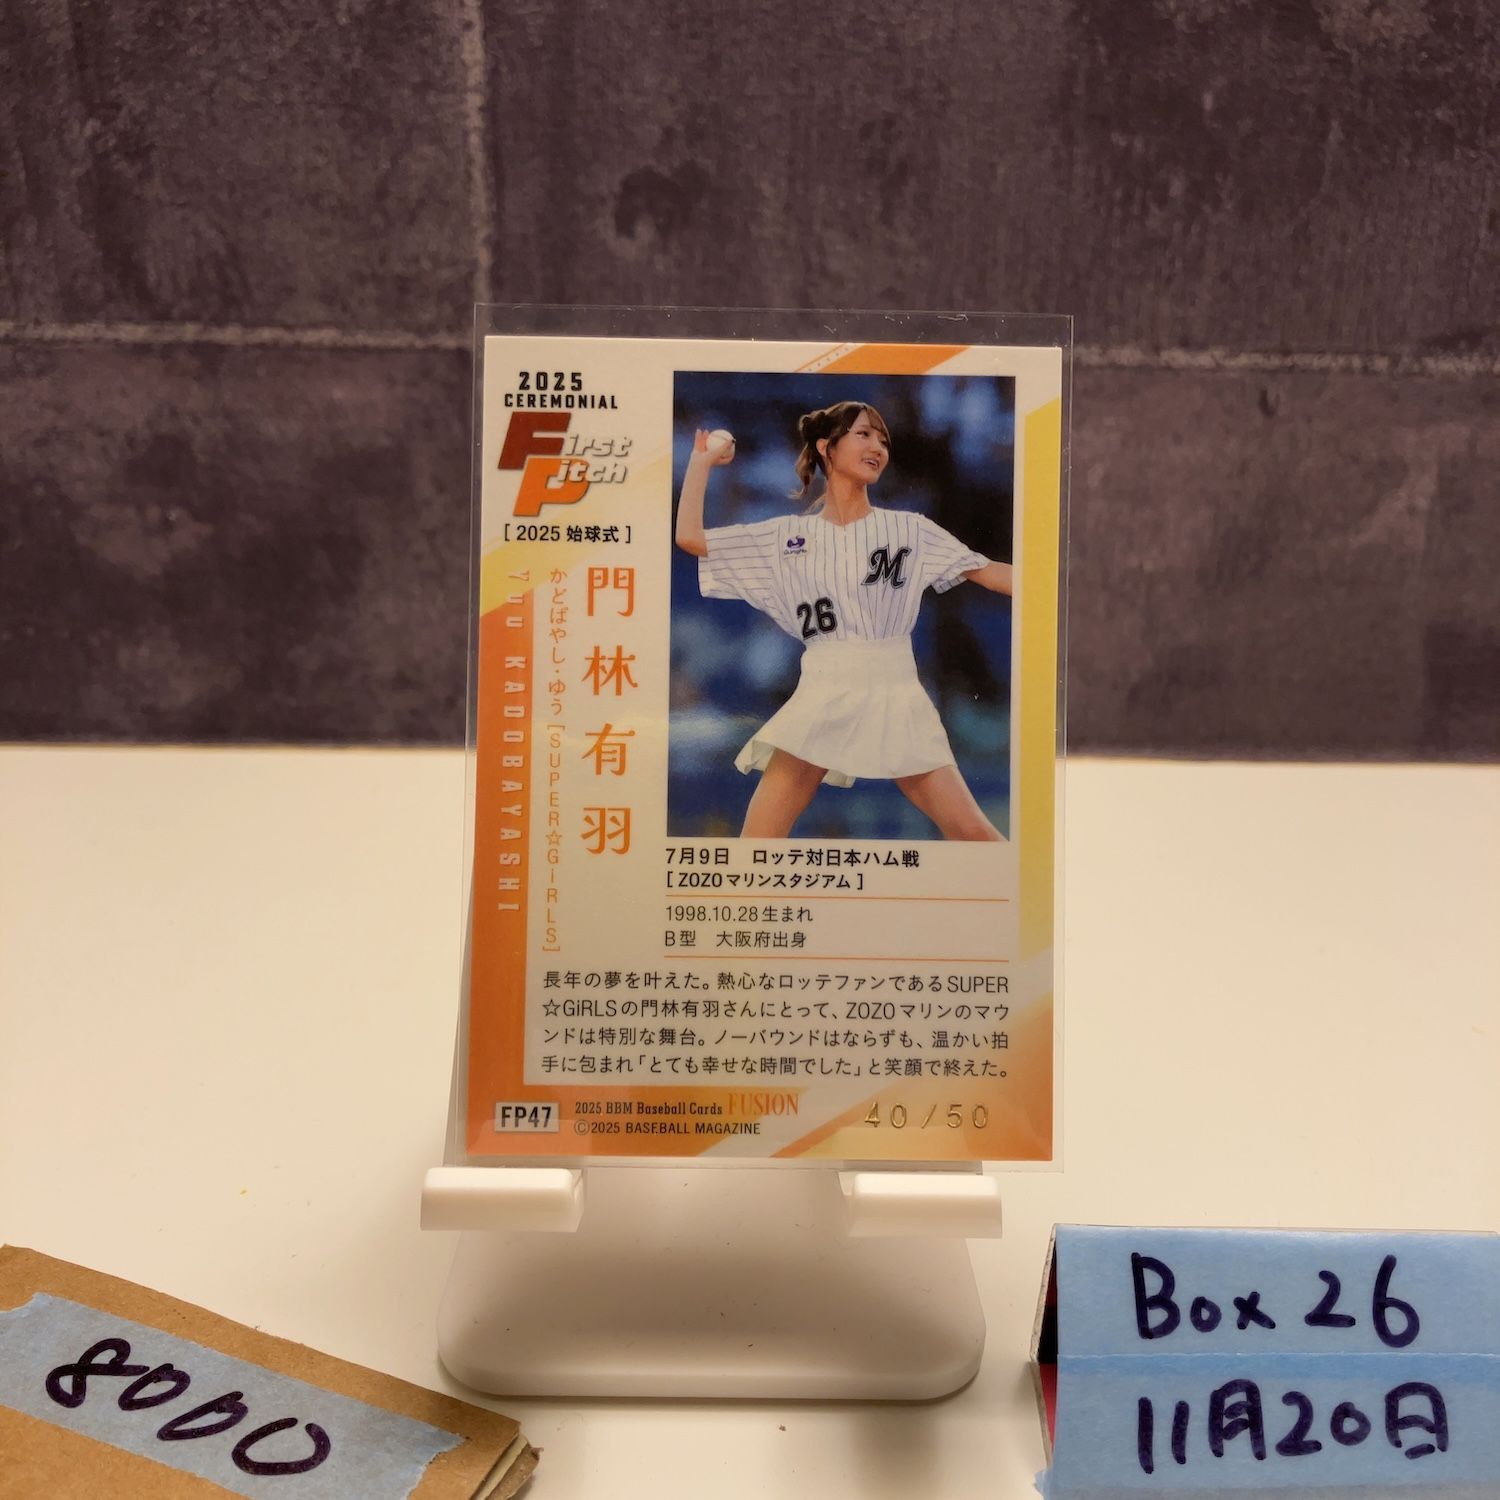 2025
CEREMONIAL
First
Pitch
[ 2025 始球式 ]
門林有羽
かどばやし・ゆう [SUPER☆GiRLS]
Yuu KADOBAYASHI
GungHo
M
26
7月9日　ロッテ対日本ハム戦
[ ZOZOマリンスタジアム ]
1998.10.28生まれ
B型　大阪府出身
長年の夢を叶えた。熱心なロッテファンであるSUPER
☆GiRLSの門林有羽さんにとって、ZOZOマリンのマウ
ンドは特別な舞台。ノーバウンドはならずも、温かい拍
手に包まれ「とても幸せな時間でした」と笑顔で終えた。
FP47
2025 BBM Baseball Cards FUSION
©2025 BASEBALL MAGAZINE
40/50
8000
Box 26
11月20日